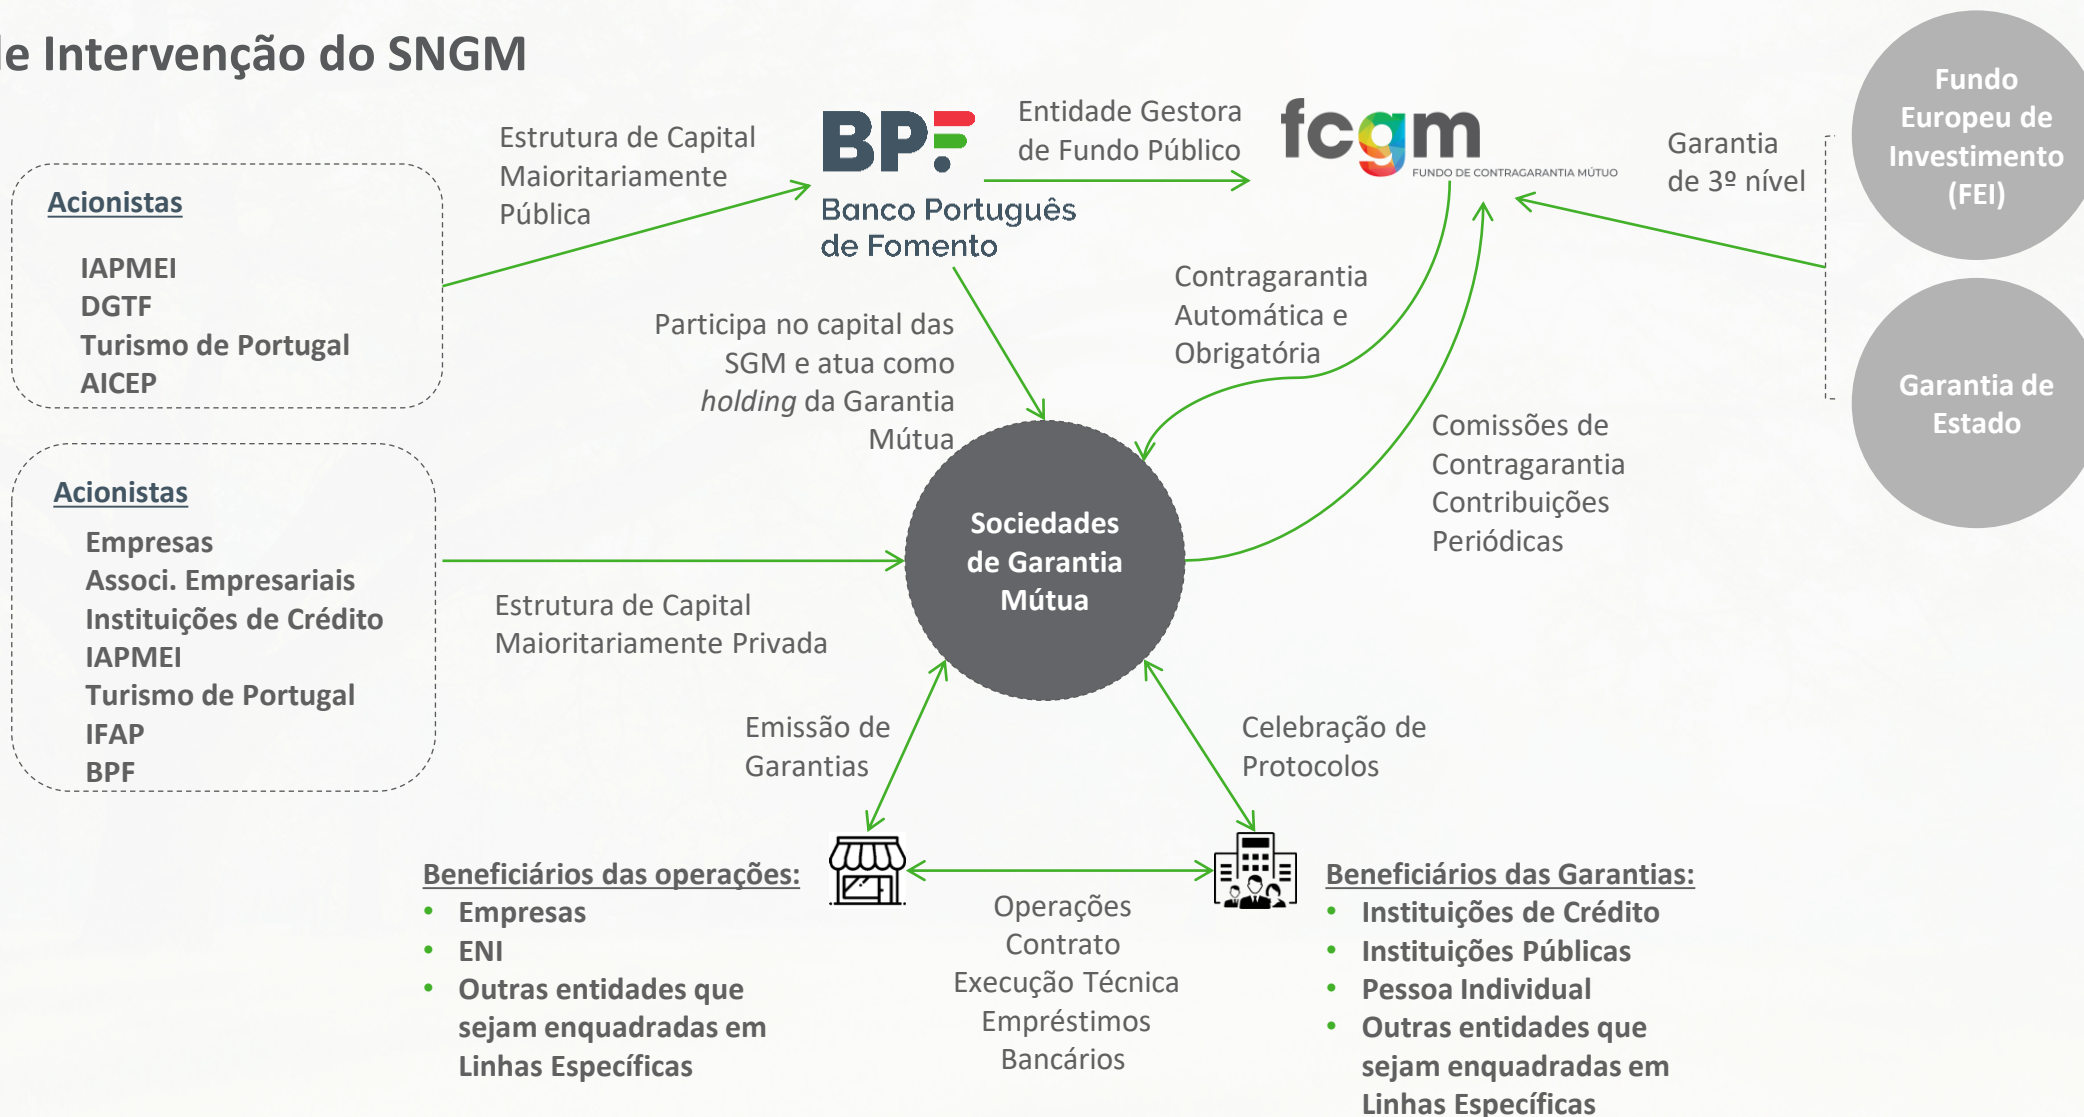 de Intervenção do SNGM
Acionistas
IAPMEI
DGTF
Turismo de Portugal
AICEP
Estrutura de Capital
Maioritariamente
Pública
BPF
Banco Português
de Fomento
Entidade Gestora
de Fundo Público
fcgm
FUNDO DE CONTRAGARANTIA MÚTUO
Garantia
de 3º nível
Fundo
Europeu de
Investimento
(FEI)
Garantia de
Estado
Participa no capital das
SGM e atua como
holding da Garantia
Mútua
Contragarantia
Automática e
Obrigatória
Comissões de
Contragarantia
Contribuições
Periódicas
Acionistas
Empresas
Associ. Empresariais
Instituições de Crédito
IAPMEI
Turismo de Portugal
IFAP
BPF
Estrutura de Capital
Maioritariamente Privada
Sociedades
de Garantia
Mútua
Emissão de
Garantias
Celebração de
Protocolos
Beneficiários das operações:
• Empresas
• ENI
• Outras entidades que
sejam enquadradas em
Linhas Específicas
Operações
Contrato
Execução Técnica
Empréstimos
Bancários
Beneficiários das Garantias:
• Instituições de Crédito
• Instituições Públicas
• Pessoa Individual
• Outras entidades que
sejam enquadradas em
Linhas Específicas